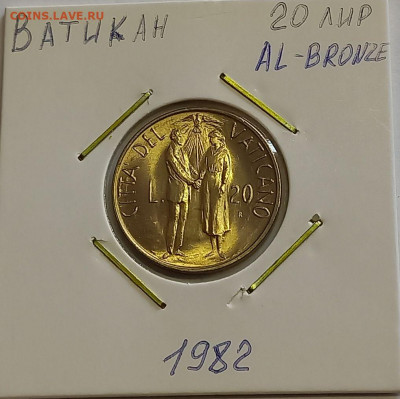 COINS.LAVE.RU
ВАТИКАН
20 ЛИР
AL-BRONZE
CITTA' DEL VATICANO
L. 20
R
1982